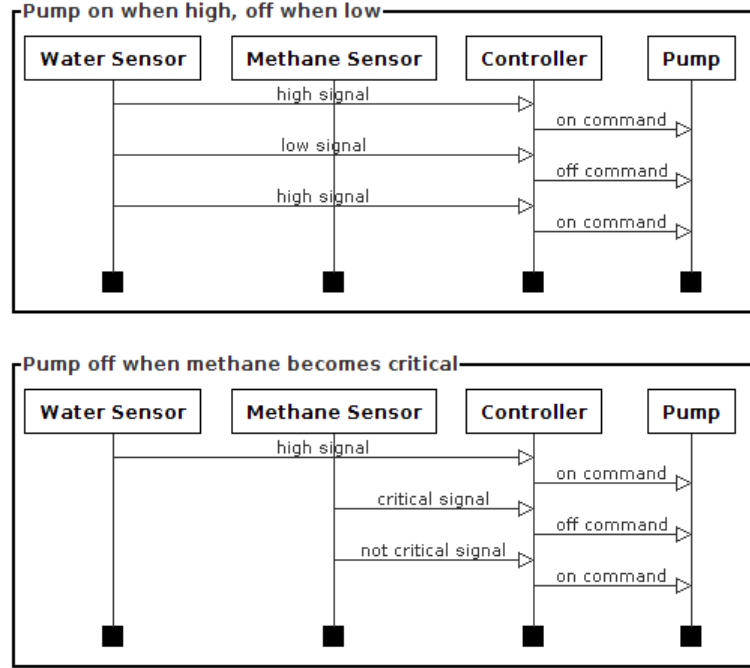 Pump on when high, off when low
Water Sensor Methane Sensor Controller Pump
high signal
on command
low signal
off command
high signal
on command
Pump off when methane becomes critical
Water Sensor Methane Sensor Controller Pump
high signal
on command
critical signal
off command
not critical signal
on command